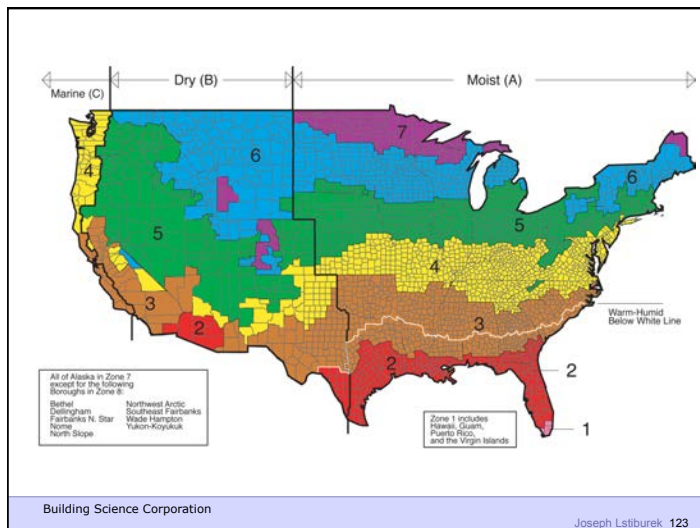 Marine (C)
Dry (B)
Moist (A)
7
6
6
4
5
5
4
3
3
Warm-Humid
Below White Line
2
2
2
1
All of Alaska in Zone 7
except for the following
Boroughs in Zone 8:
Bethel
Dellingham
Fairbanks N. Star
Nome
North Slope
Northwest Arctic
Southeast Fairbanks
Wade Hampton
Yukon-Koyukuk
Zone 1 includes
Hawaii, Guam,
Puerto Rico,
and the Virgin Islands
Building Science Corporation
Joseph Lstiburek 123